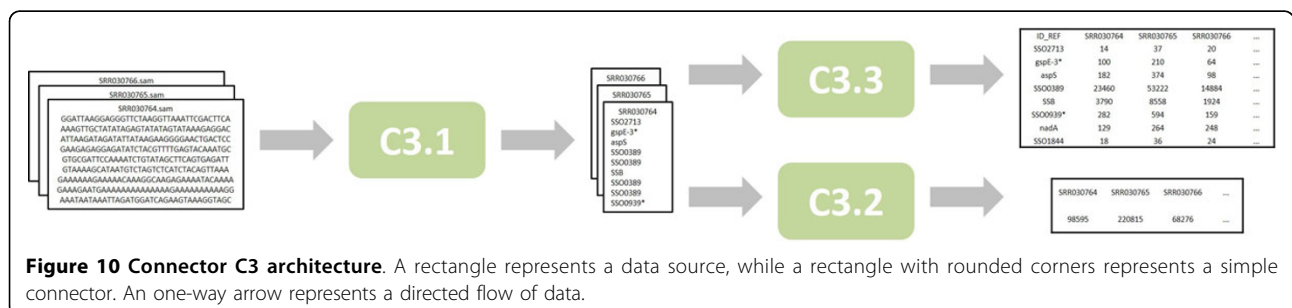 SRR030766.sam
SRR030765.sam
SRR030764.sam
GGATTAAGGAGGGTTCTAAGGTTAAATTCGACTTCA
AAAGTTGCTATATAGAGTATATAGTATAAAGAGGAC
ATTAAGATAGATATTATAAGAAGGGGAACTGACTCC
GAAGAGAGGAGATATCTACGTTTTGAGTACAAATGC
GTGCGATTCCAAAATCTGTATAGCTTCAGTGAGATT
GTAAAAGCATAATGTCTAGTCTCATCTACAGTTAAA
GAAAAAAGAAAAACAAAGGCAAGAGAAAATACAAAA
GAAAGAATGAAAAAAAAAAAAAAGAAAAAAAAAAGG
AAATAATAAATTAGATGGATCAGAAGTAAAGGTAGC
C3.1
SRR030766
SRR030765
SRR030764
SSO2713
gspE-3*
aspS
SSO0389
SSO0389
SSB
SSO0389
SSO0389
SSO0939*
C3.3
C3.2
ID_REF SRR030764 SRR030765 SRR030766 ...
SSO2713 14 37 20 ...
gspE-3* 100 210 64 ...
aspS 182 374 98 ...
SSO0389 23460 53222 14884 ...
SSB 3790 8558 1924 ...
SSO0939* 282 594 159 ...
nadA 129 264 248 ...
SSO1844 18 36 24 ...
SRR030764 SRR030765 SRR030766 ...
98595 220815 68276 ...
Figure 10 Connector C3 architecture. A rectangle represents a data source, while a rectangle with rounded corners represents a simple
connector. An one-way arrow represents a directed flow of data.